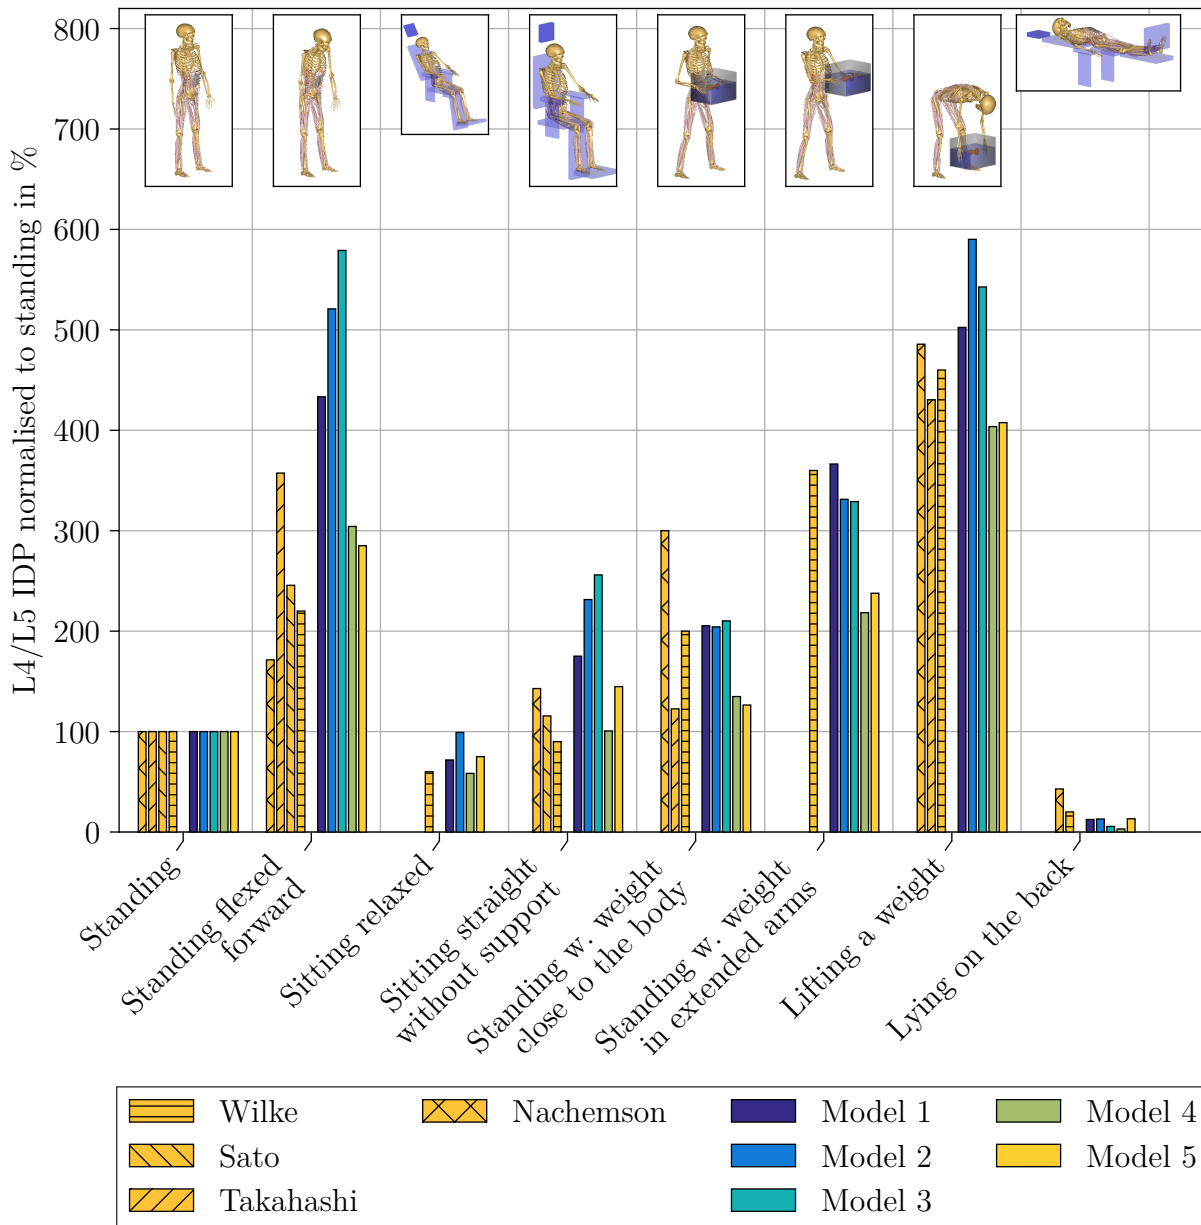 L4/L5 IDP normalised to standing in %
800
700
600
500
400
300
200
100
0
Standing
Standing flexed
forward
Sitting relaxed
Sitting straight
without support
Standing w. weight
close to the body
Standing w. weight
in extended arms
Lifting a weight
Lying on the back
Wilke
Sato
Takahashi
Nachemson
Model 1
Model 2
Model 3
Model 4
Model 5